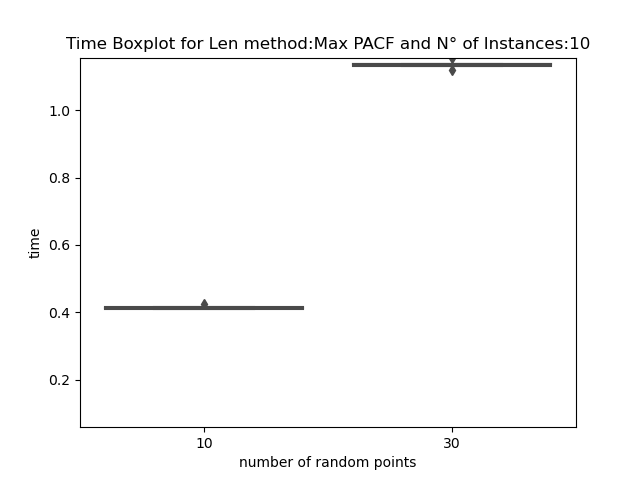 Time Boxplot for Len method:Max PACF and N° of Instances:10
1.0
0.8
0.6
0.4
0.2
time
10
30
number of random points